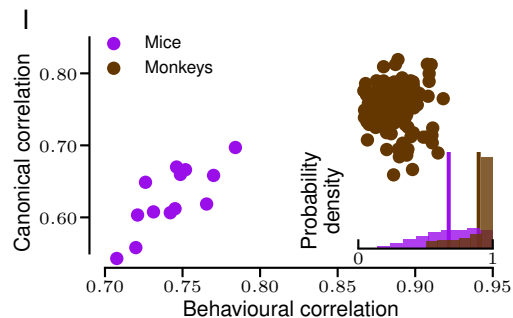 I
Mice
Monkeys
Canonical correlation
0.80
0.70
0.60
Probability
density
0 1
0.70 0.75 0.80 0.85 0.90 0.95
Behavioural correlation